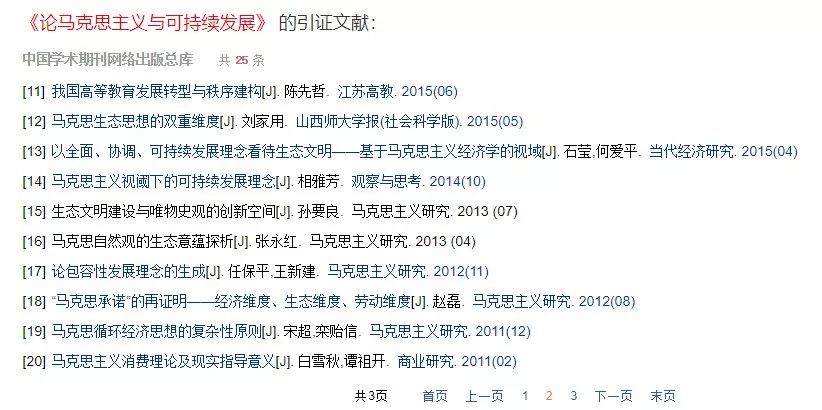 《论马克思主义与可持续发展》 的引证文献：
中国学术期刊网络出版总库 共 25 条
[11] 我国高等教育发展转型与秩序建构[J]. 陈先哲. 江苏高教. 2015(06)
[12] 马克思生态思想的双重维度[J]. 刘家用. 山西师大学报(社会科学版). 2015(05)
[13] 以全面、协调、可持续发展理念看待生态文明——基于马克思主义经济学的视域[J]. 石莹,何爱平. 当代经济研究. 2015(04)
[14] 马克思主义视阈下的可持续发展理念[J]. 相雅芳. 观察与思考. 2014(10)
[15] 生态文明建设与唯物史观的创新空间[J]. 孙要良. 马克思主义研究. 2013 (07)
[16] 马克思自然观的生态意蕴探析[J]. 张永红. 马克思主义研究. 2013 (04)
[17] 论包容性发展理念的生成[J]. 任保平,王新建. 马克思主义研究. 2012(11)
[18] “马克思承诺”的再证明——经济维度、生态维度、劳动维度[J]. 赵磊. 马克思主义研究. 2012(08)
[19] 马克思循环经济思想的复杂性原则[J]. 宋超,栾贻信. 马克思主义研究. 2011(12)
[20] 马克思主义消费理论及现实指导意义[J]. 白雪秋,谭祖开. 商业研究. 2011(02)
共3页 首页 上一页 1 2 3 下一页 末页